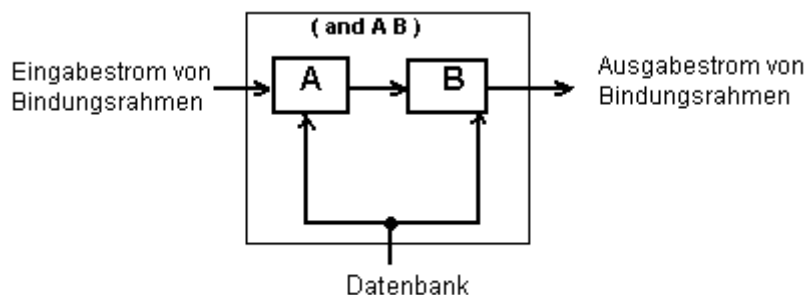 ( and A B )
Eingabestrom von
Bindungsrahmen
A
B
Ausgabestrom von
Bindungsrahmen
Datenbank